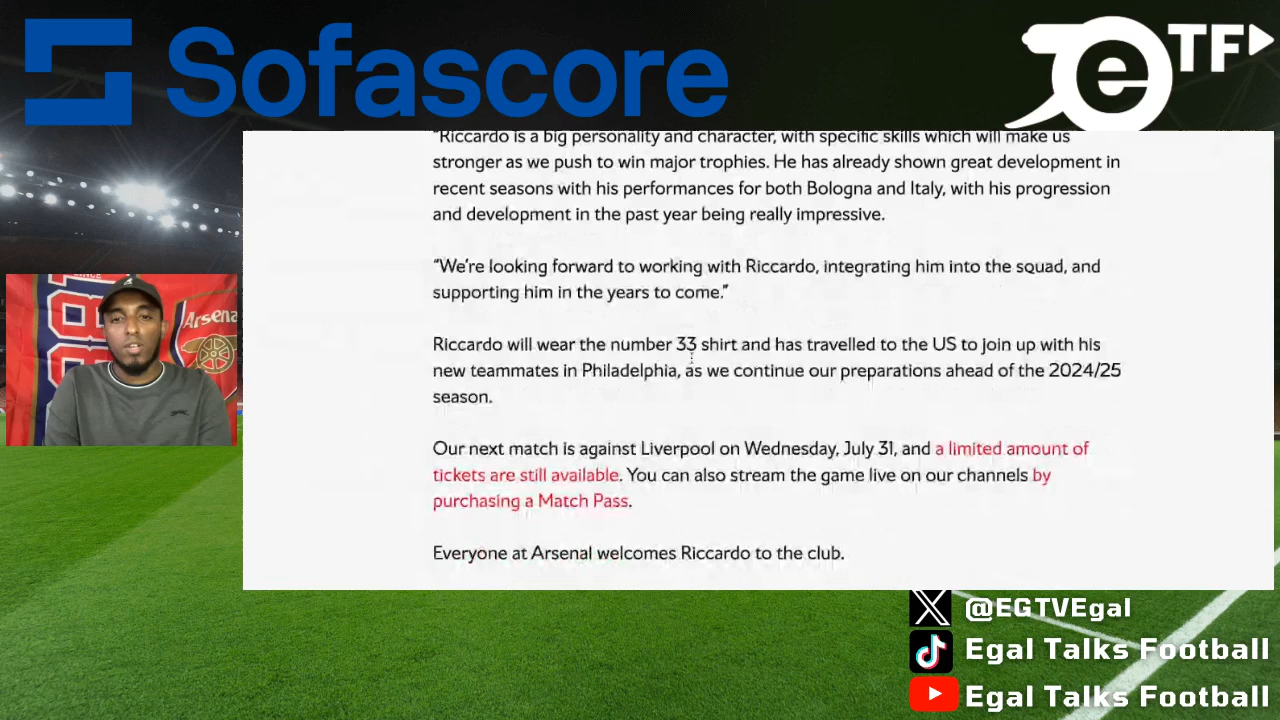 Sofascore
eTF
"Riccardo is a big personality and character, with specific skills which will make us
stronger as we push to win major trophies. He has already shown great development in
recent seasons with his performances for both Bologna and Italy, with his progression
and development in the past year being really impressive.
"We're looking forward to working with Riccardo, integrating him into the squad, and
supporting him in the years to come."
Riccardo will wear the number 33 shirt and has travelled to the US to join up with his
new teammates in Philadelphia, as we continue our preparations ahead of the 2024/25
season.
Our next match is against Liverpool on Wednesday, July 31, and a limited amount of
tickets are still available. You can also stream the game live on our channels by
purchasing a Match Pass.
Everyone at Arsenal welcomes Riccardo to the club.
Arsenal
@EGTVEgal
Egal Talks Football
Egal Talks Football